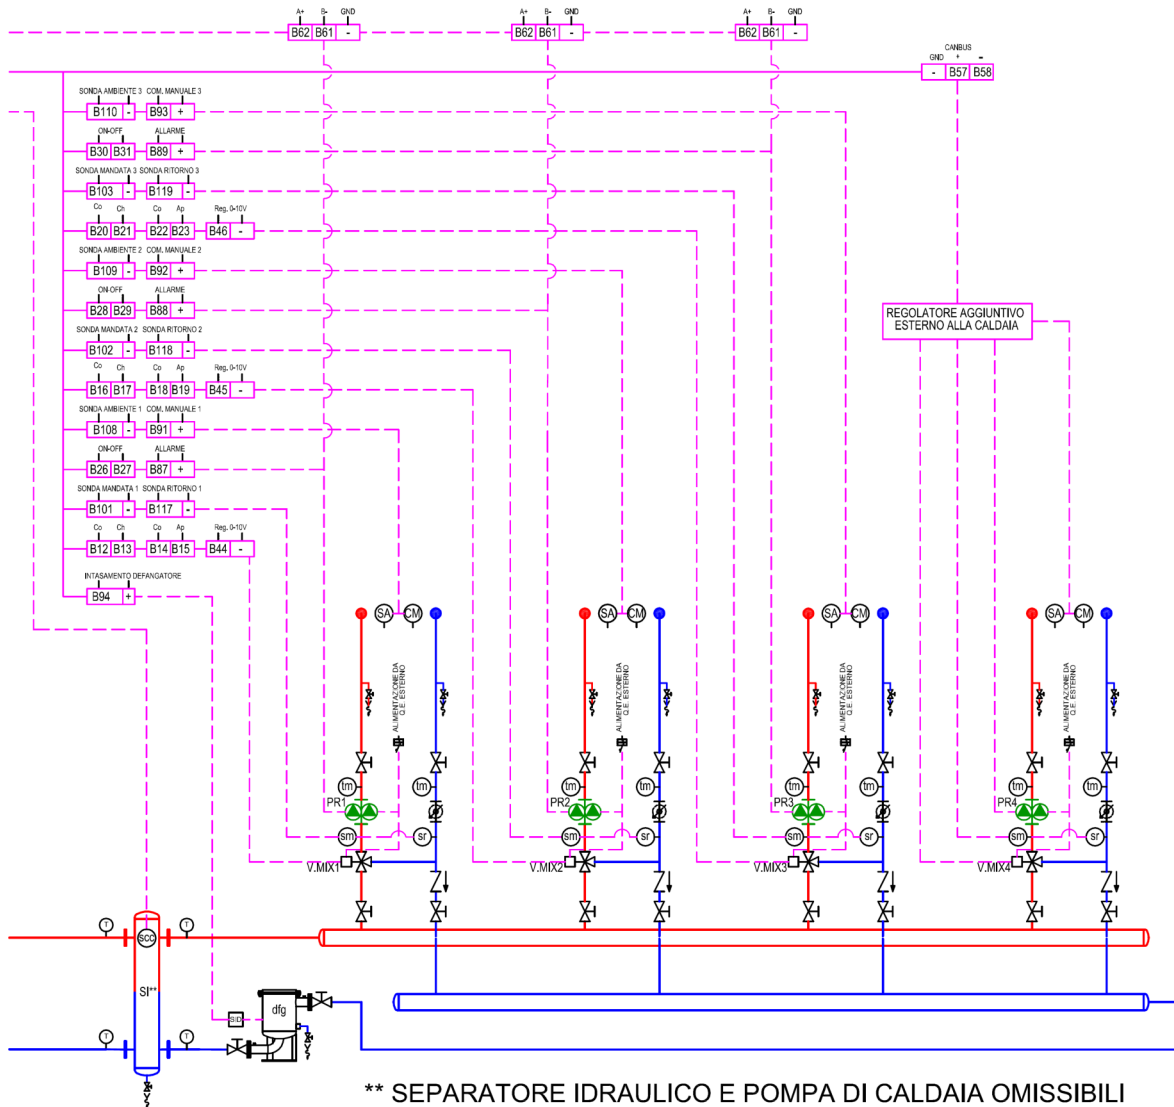 A+ B- GND
A+ B- GND
A+ B- GND
B62 B61 -
B62 B61 -
B62 B61 -
CANBUS
GND + -
- B57 B58
SONDA AMBIENTE 3 COM. MANUALE 3
B110 - B93 +
ON-OFF ALLARME
B30 B31 B89 +
SONDA MANDATA 3 SONDA RITORNO 3
B103 - B119 -
Co Ch Co Ap Reg. 0-10V
B20 B21 B22 B23 B46 -
SONDA AMBIENTE 2 COM. MANUALE 2
B109 - B92 +
ON-OFF ALLARME
B28 B29 B88 +
SONDA MANDATA 2 SONDA RITORNO 2
B102 - B118 -
Co Ch Co Ap Reg. 0-10V
B16 B17 B18 B19 B45 -
SONDA AMBIENTE 1 COM. MANUALE 1
B108 - B91 +
ON-OFF ALLARME
B26 B27 B87 +
SONDA MANDATA 1 SONDA RITORNO 1
B101 - B117 -
Co Ch Co Ap Reg. 0-10V
B12 B13 B14 B15 B44 -
INTASAMENTO DEFANGATORE
B94 +
REGOLATORE AGGIUNTIVO
ESTERNO ALLA CALDAIA
SA CM
SA CM
SA CM
SA CM
ALIMENTAZIONE DA
Q.E. ESTERNO
ALIMENTAZIONE DA
Q.E. ESTERNO
ALIMENTAZIONE DA
Q.E. ESTERNO
ALIMENTAZIONE DA
Q.E. ESTERNO
tm tm
tm tm
tm tm
tm tm
PR1
PR2
PR3
PR4
sm sr
sm sr
sm sr
sm sr
V.MIX1
V.MIX2
V.MIX3
V.MIX4
T T
scc
SI**
SID
dfg
T T
** SEPARATORE IDRAULICO E POMPA DI CALDAIA OMISSIBILI